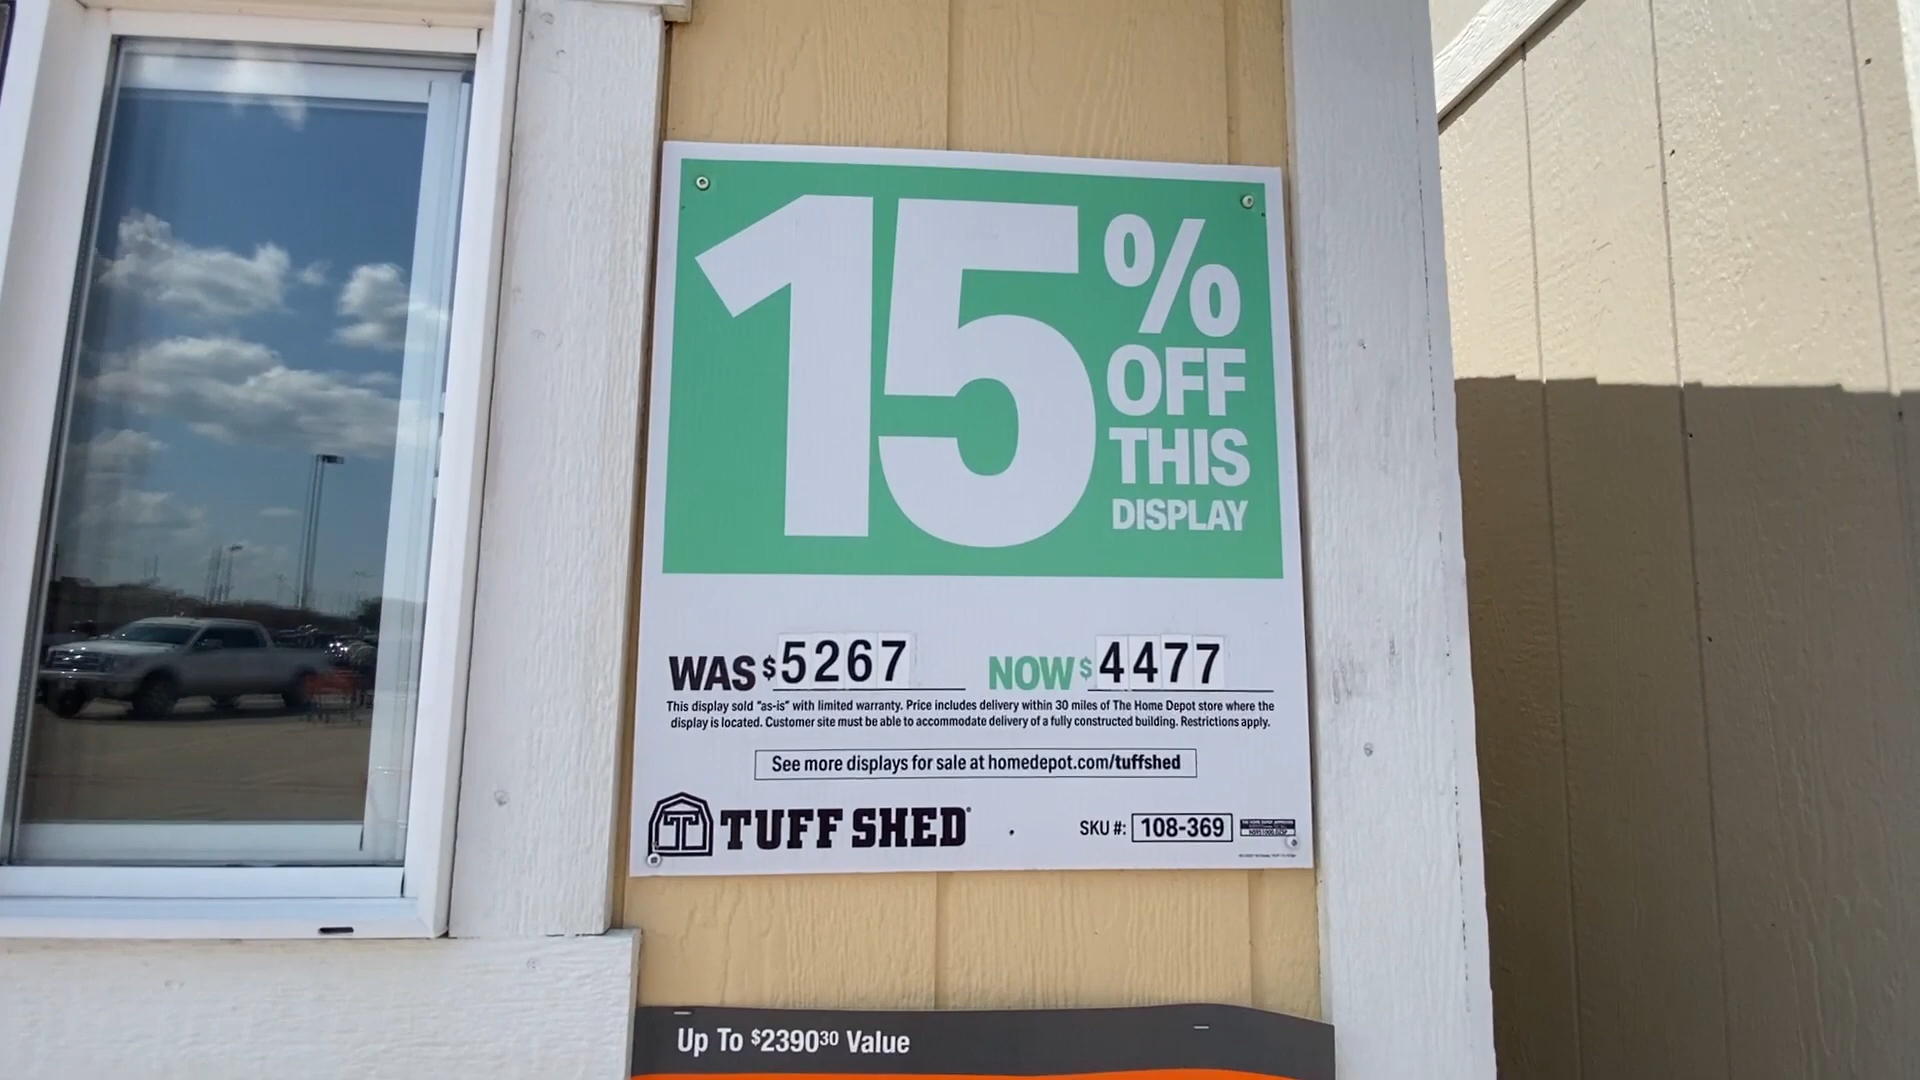 15% OFF THIS DISPLAY
WAS $5267 NOW $4477
This display sold "as-is" with limited warranty. Price includes delivery within 30 miles of The Home Depot store where the
display is located. Customer site must be able to accommodate delivery of a fully constructed building. Restrictions apply.
See more displays for sale at homedepot.com/tuffshed
TUFF SHED®
SKU #: 108-369
Up To $2390³⁰ Value